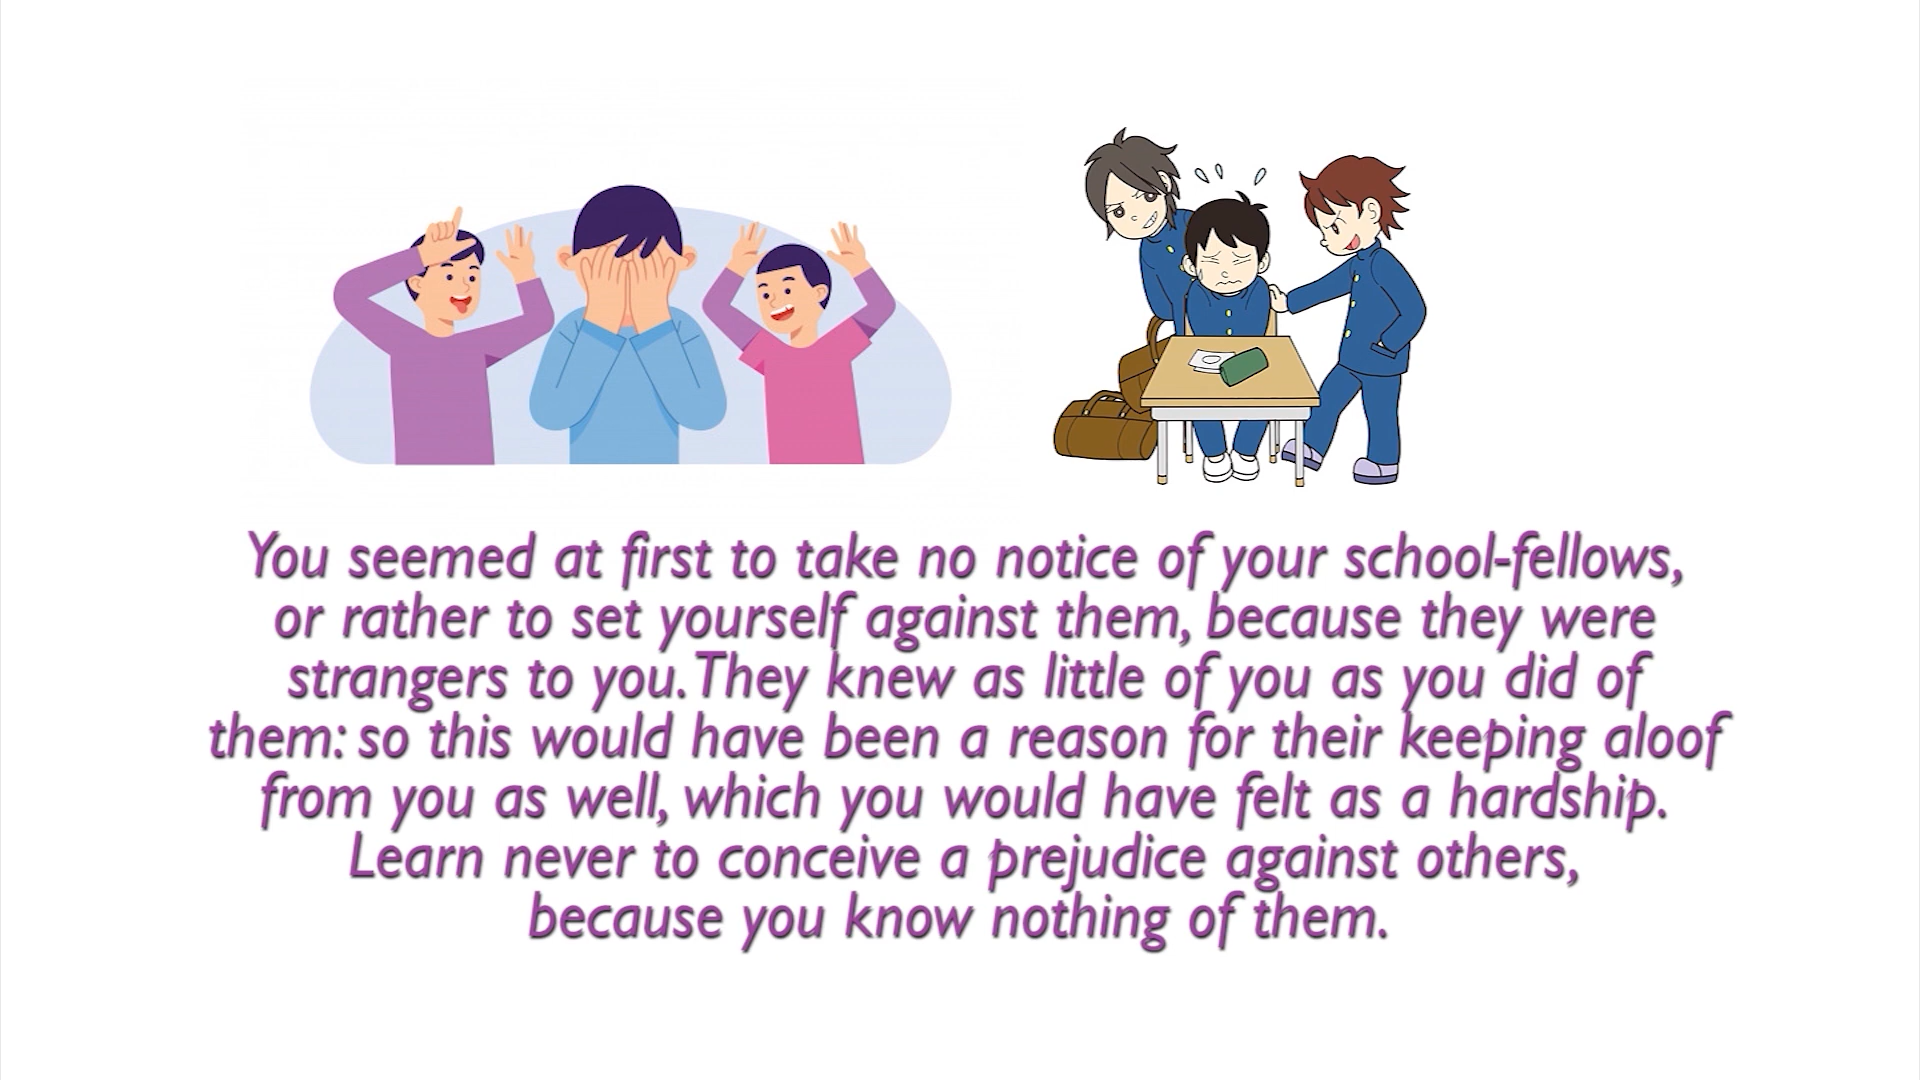 You seemed at first to take no notice of your school-fellows,
or rather to set yourself against them, because they were
strangers to you. They knew as little of you as you did of
them: so this would have been a reason for their keeping aloof
from you as well, which you would have felt as a hardship.
Learn never to conceive a prejudice against others,
because you know nothing of them.